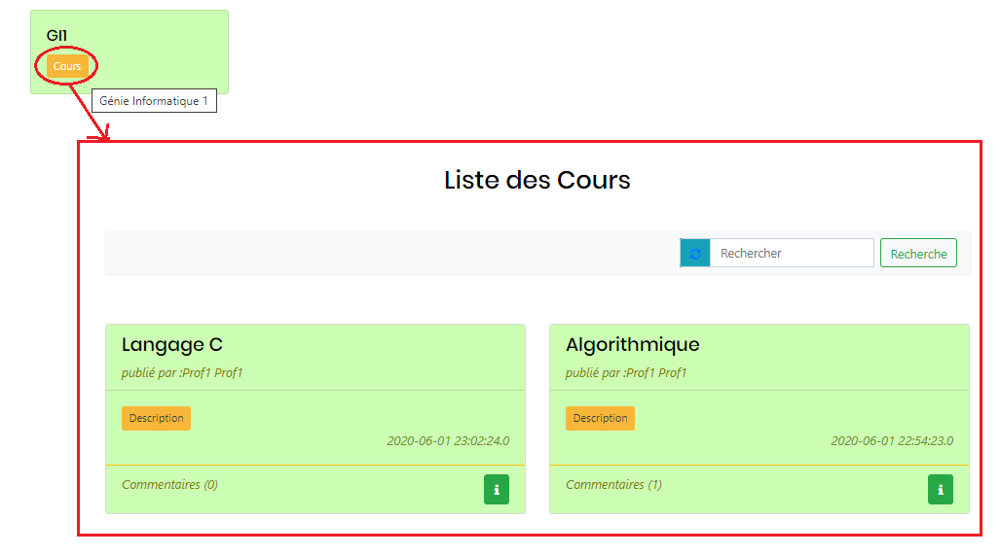 GI1
Cours
Génie Informatique 1
Liste des Cours
Rechercher
Recherche
Langage C
publié par :Prof1 Prof1
Description
2020-06-01 23:02:24.0
Commentaires (0)
i
Algorithmique
publié par :Prof1 Prof1
Description
2020-06-01 22:54:23.0
Commentaires (1)
i